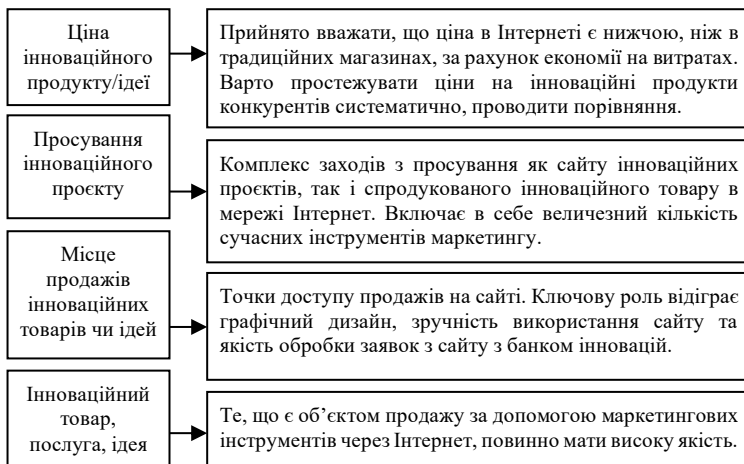 Ціна
інноваційного
продукту/ідеї
Прийнято вважати, що ціна в Інтернеті є нижчою, ніж в
традиційних магазинах, за рахунок економії на витратах.
Варто простежувати ціни на інноваційні продукти
конкурентів систематично, проводити порівняння.
Просування
інноваційного
проєкту
Комплекс заходів з просування як сайту інноваційних
проєктів, так і спродукованого інноваційного товару в
мережі Інтернет. Включає в себе величезний кількість
сучасних інструментів маркетингу.
Місце
продажів
інноваційних
товарів чи ідей
Точки доступу продажів на сайті. Ключову роль відіграє
графічний дизайн, зручність використання сайту та
якість обробки заявок з сайту з банком інновацій.
Інноваційний
товар,
послуга, ідея
Те, що є об’єктом продажу за допомогою маркетингових
інструментів через Інтернет, повинно мати високу якість.